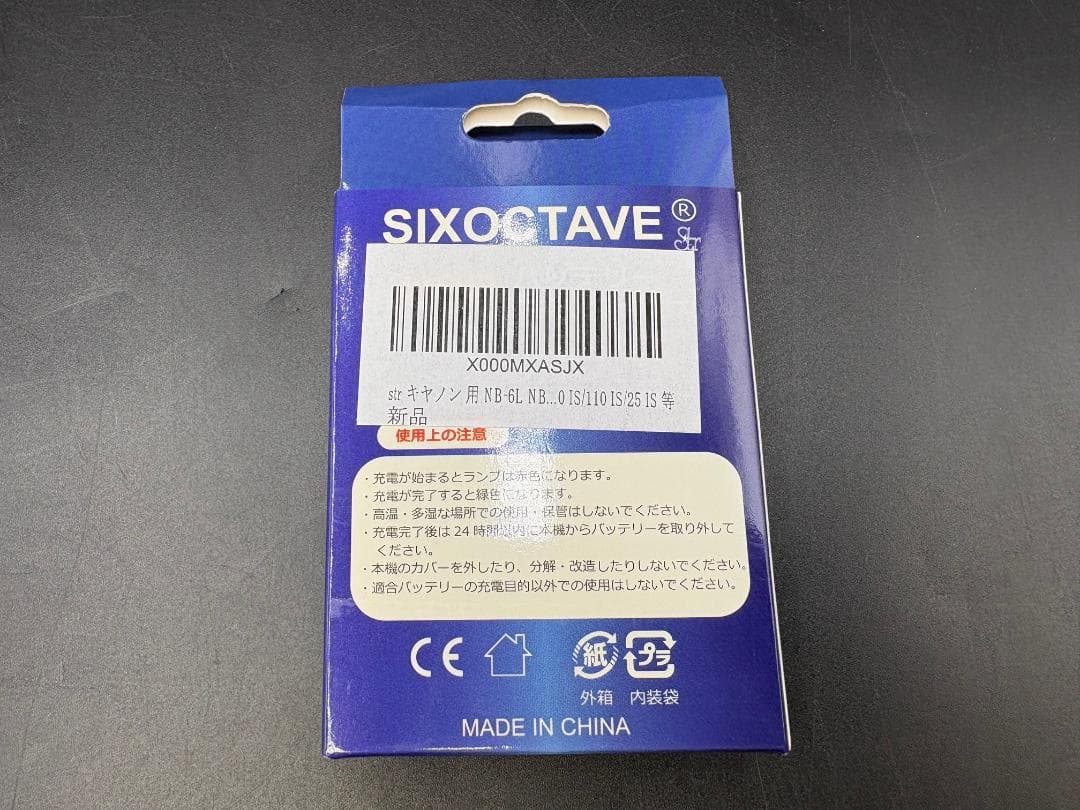 SIXOCTAVE ®
str
X000MXASJX
str キヤノン 用 NB-6L NB...0 IS/110 IS/25 IS 等
新品
使用上の注意
・充電が始まるとランプは赤色になります。
・充電が完了すると緑色になります。
・高温・多湿な場所での使用・保管はしないでください。
・充電完了後は 24 時間以内に本機からバッテリーを取り外して
ください。
・本機のカバーを外したり、分解・改造したりしないでください。
・適合バッテリーの充電目的以外での使用はしないでください。
CE
紙
プラ
外箱 内装袋
MADE IN CHINA